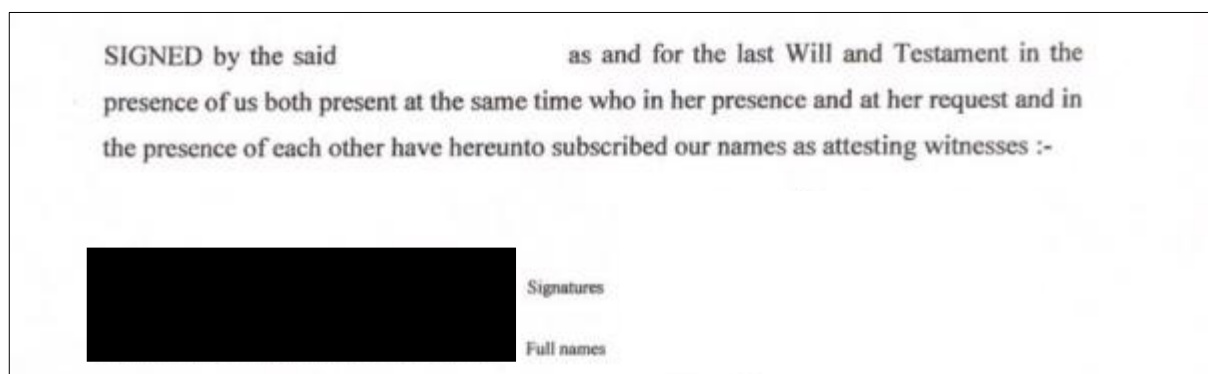 SIGNED by the said as and for the last Will and Testament in the
presence of us both present at the same time who in her presence and at her request and in
the presence of each other have hereunto subscribed our names as attesting witnesses :-
Signatures
Full names